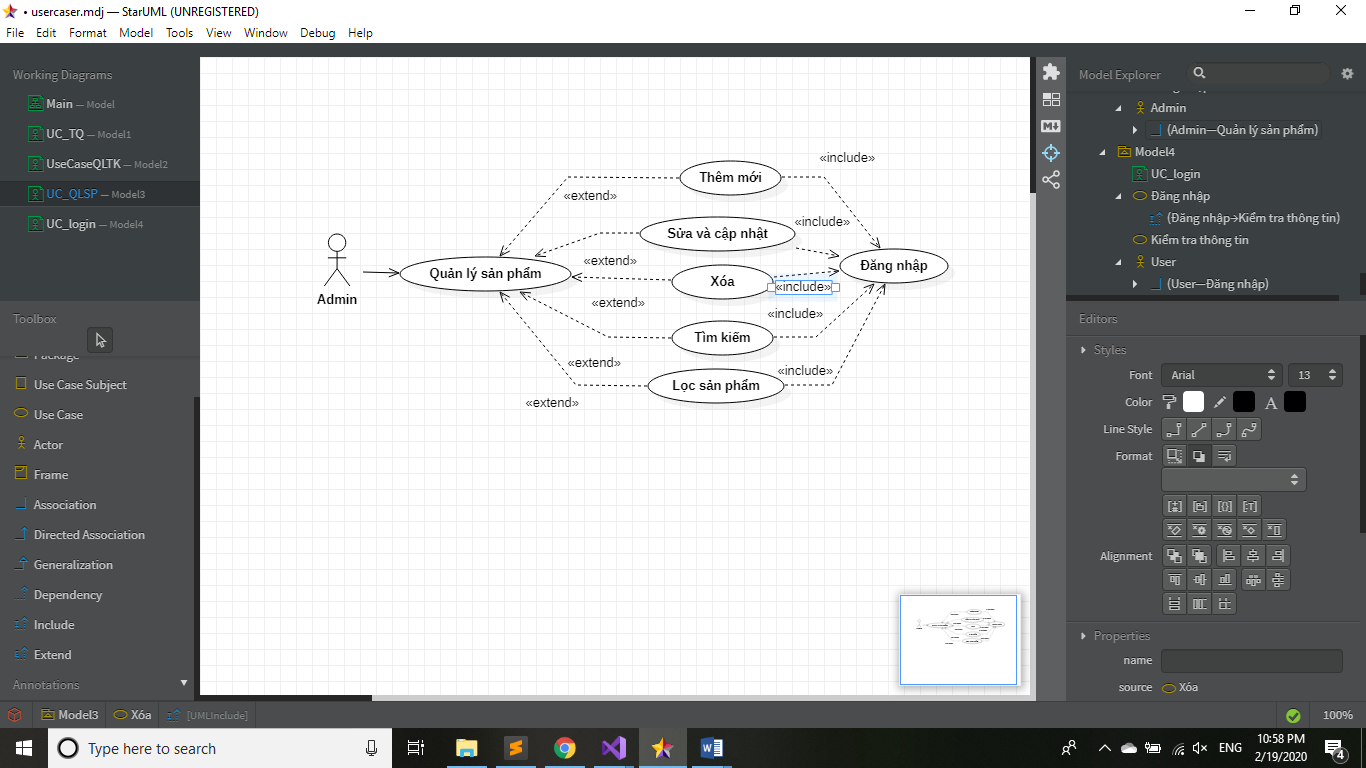 • usercaser.mdj — StarUML (UNREGISTERED)
File Edit Format Model Tools View Window Debug Help
Working Diagrams
Main — Model
UC_TQ — Model1
UseCaseQLTK — Model2
UC_QLSP — Model3
UC_login — Model4
Toolbox
Package
Use Case Subject
Use Case
Actor
Frame
Association
Directed Association
Generalization
Dependency
Include
Extend
Annotations
Admin
Quản lý sản phẩm
Thêm mới
«include»
«extend»
Sửa và cập nhật
«include»
«extend»
Đăng nhập
Xóa
«include»
«extend»
Tìm kiếm
«include»
«extend»
Lọc sản phẩm
«include»
«extend»
Model Explorer
Admin
(Admin—Quản lý sản phẩm)
Model4
UC_login
Đăng nhập
(Đăng nhập→Kiểm tra thông tin)
Kiểm tra thông tin
User
(User—Đăng nhập)
Editors
Styles
Font Arial 13
Color A
Line Style
Format
Alignment
Properties
name
source Xóa
Model3 Xóa [UMLInclude]
100%
Type here to search
ENG
10:58 PM
2/19/2020
4